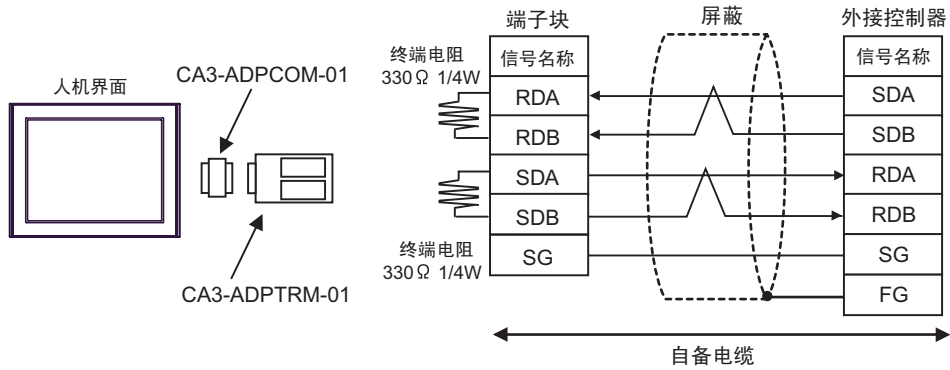 人机界面
CA3-ADPCOM-01
CA3-ADPTRM-01
终端电阻
330Ω 1/4W
终端电阻
330Ω 1/4W
端子块
信号名称
RDA
RDB
SDA
SDB
SG
屏蔽
外接控制器
信号名称
SDA
SDB
RDA
RDB
SG
FG
自备电缆